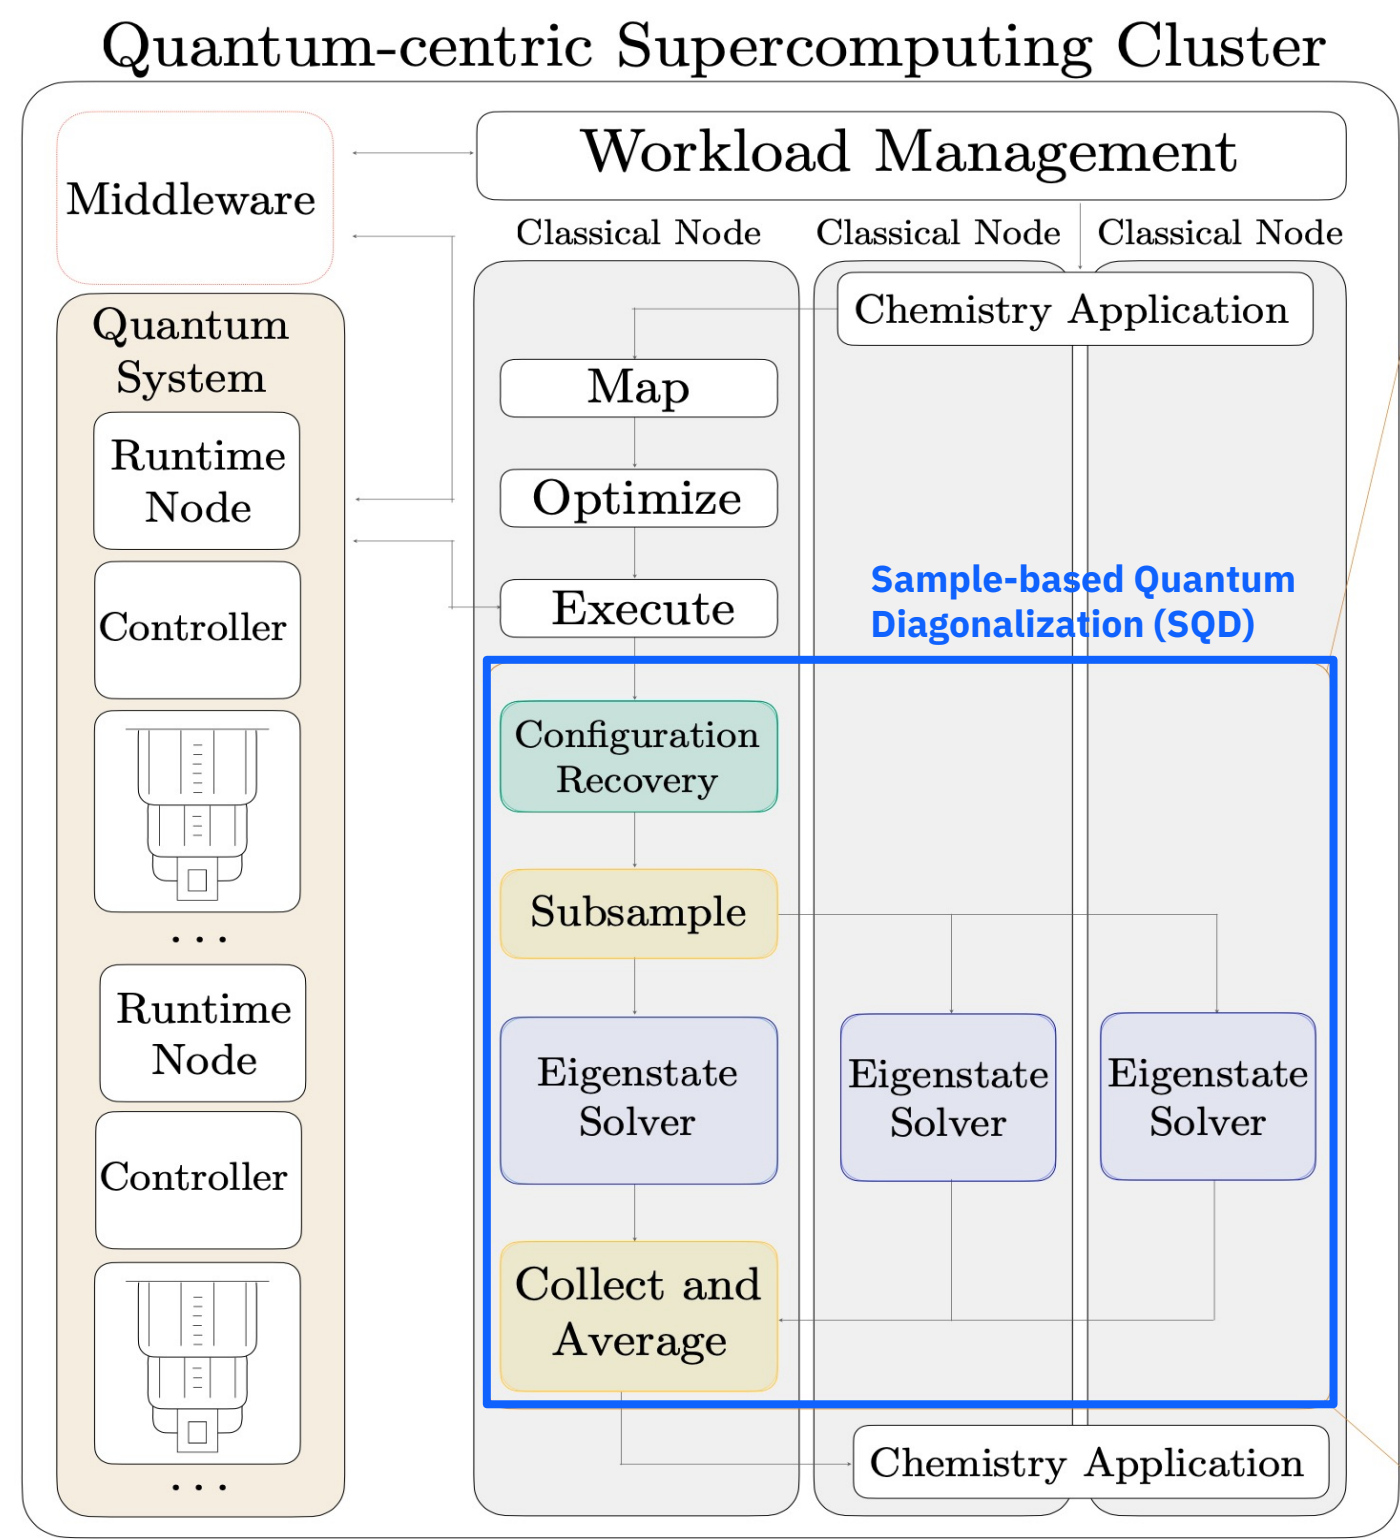 Quantum-centric Supercomputing Cluster
Middleware
Workload Management
Classical Node
Classical Node
Classical Node
Quantum
System
Runtime
Node
Controller
. . .
Runtime
Node
Controller
. . .
Chemistry Application
Map
Optimize
Execute
Sample-based Quantum
Diagonalization (SQD)
Configuration
Recovery
Subsample
Eigenstate
Solver
Eigenstate
Solver
Eigenstate
Solver
Collect and
Average
Chemistry Application